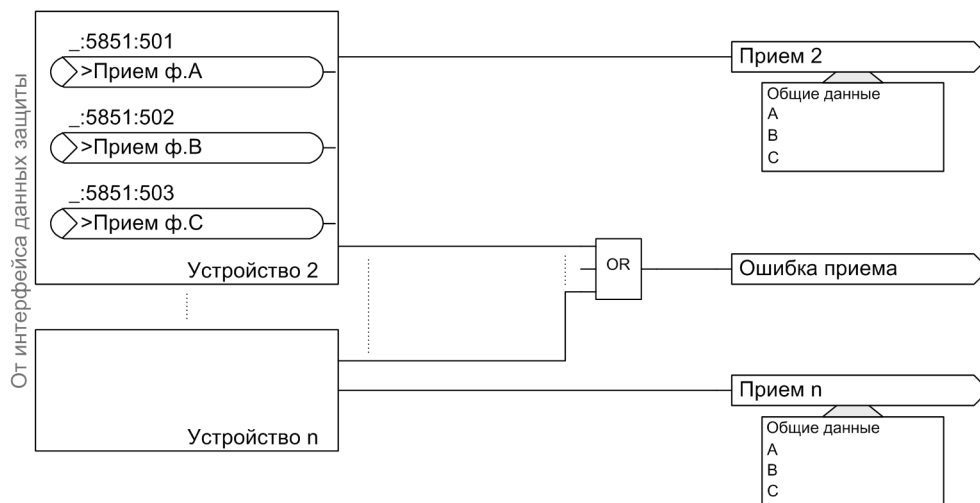 От интерфейса данных защиты
_:5851:501
>Прием ф.A
_:5851:502
>Прием ф.B
_:5851:503
>Прием ф.C
Устройство 2
Устройство n
OR
Прием 2
Общие данные
A
B
C
Ошибка приема
Прием n
Общие данные
A
B
C